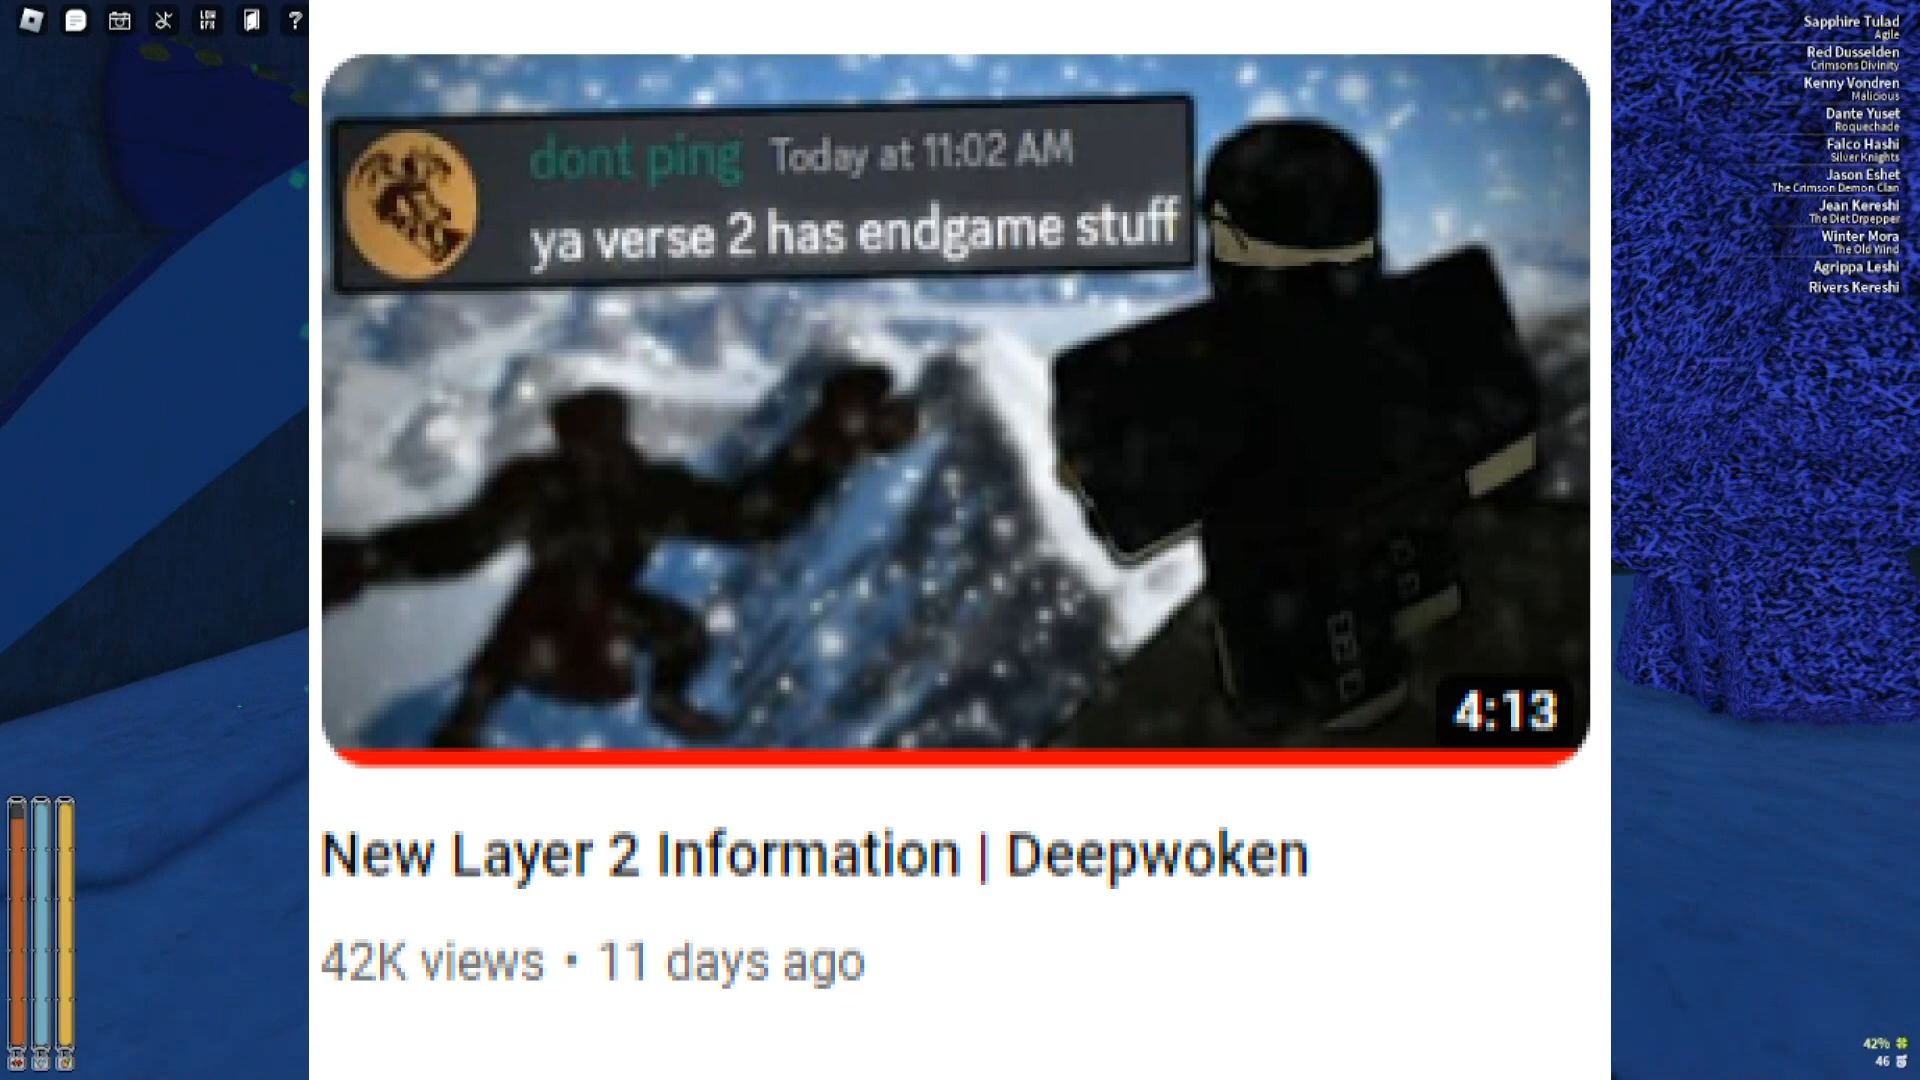 LOW
GFX
?
dont ping Today at 11:02 AM
ya verse 2 has endgame stuff
4:13
New Layer 2 Information | Deepwoken
42K views • 11 days ago
Sapphire Tulad
Agile
Red Dusselden
Crimsons Divinity
Kenny Vondren
Malicious
Dante Yuset
Roquechade
Falco Hashi
Silver Knights
Jason Eshet
The Crimson Demon Clan
Jean Kereshi
The Diet Drpepper
Winter Mora
The Old Wind
Agrippa Leshi
Rivers Kereshi
42%
46